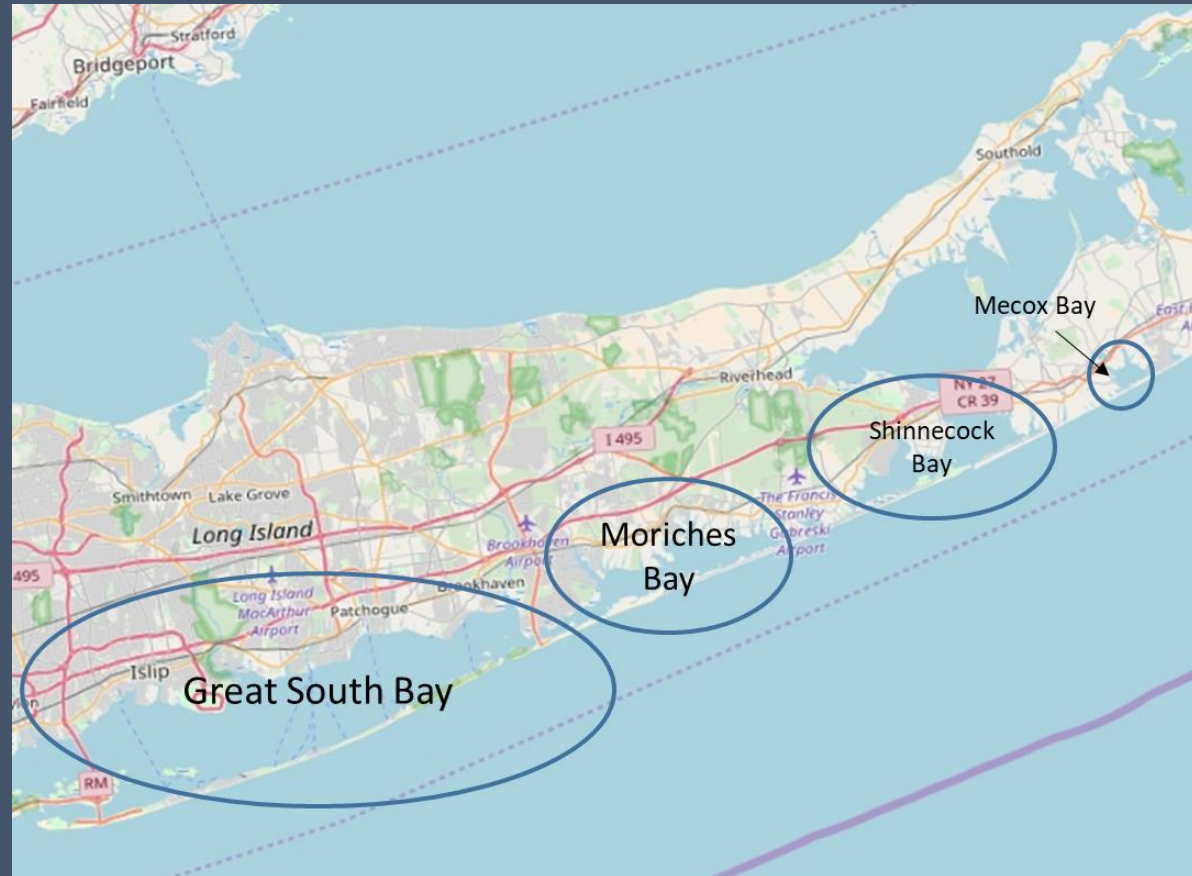 Stratford
Bridgeport
Fairfield
Southold
Mecox Bay
East
Riverhead
NY 27
CR 39
Shinnecock
Bay
I 495
Smithtown
Lake Grove
Long Island
Brookhaven
Airport
Moriches
Bay
The Francis
Stanley
Gabreski
Airport
495
Long Island
MacArthur
Airport
Patchogue
Brookhaven
Islip
Great South Bay
RM